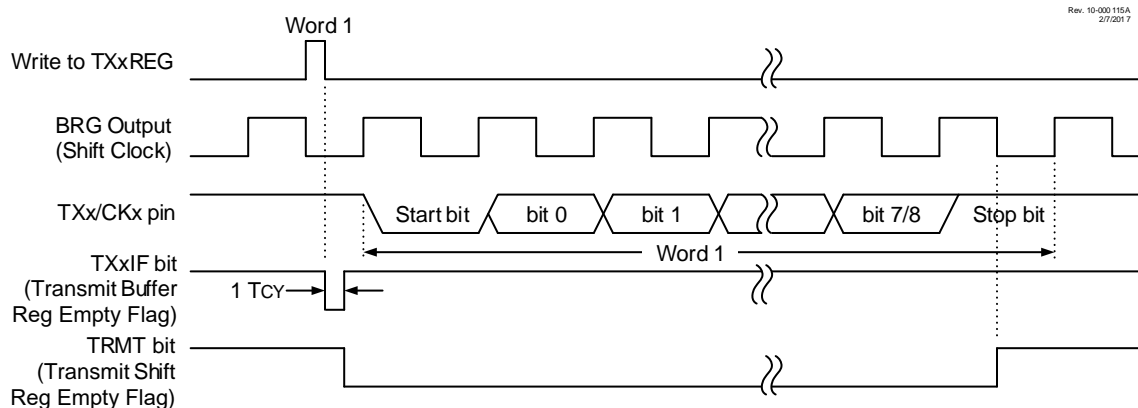 Rev. 10-000 115A
2/7/2017
Word 1
Write to TXxREG
BRG Output
(Shift Clock)
TXx/CKx pin
Start bit
bit 0
bit 1
bit 7/8
Stop bit
Word 1
TXxIF bit
(Transmit Buffer
Reg Empty Flag)
1 TCY
TRMT bit
(Transmit Shift
Reg Empty Flag)